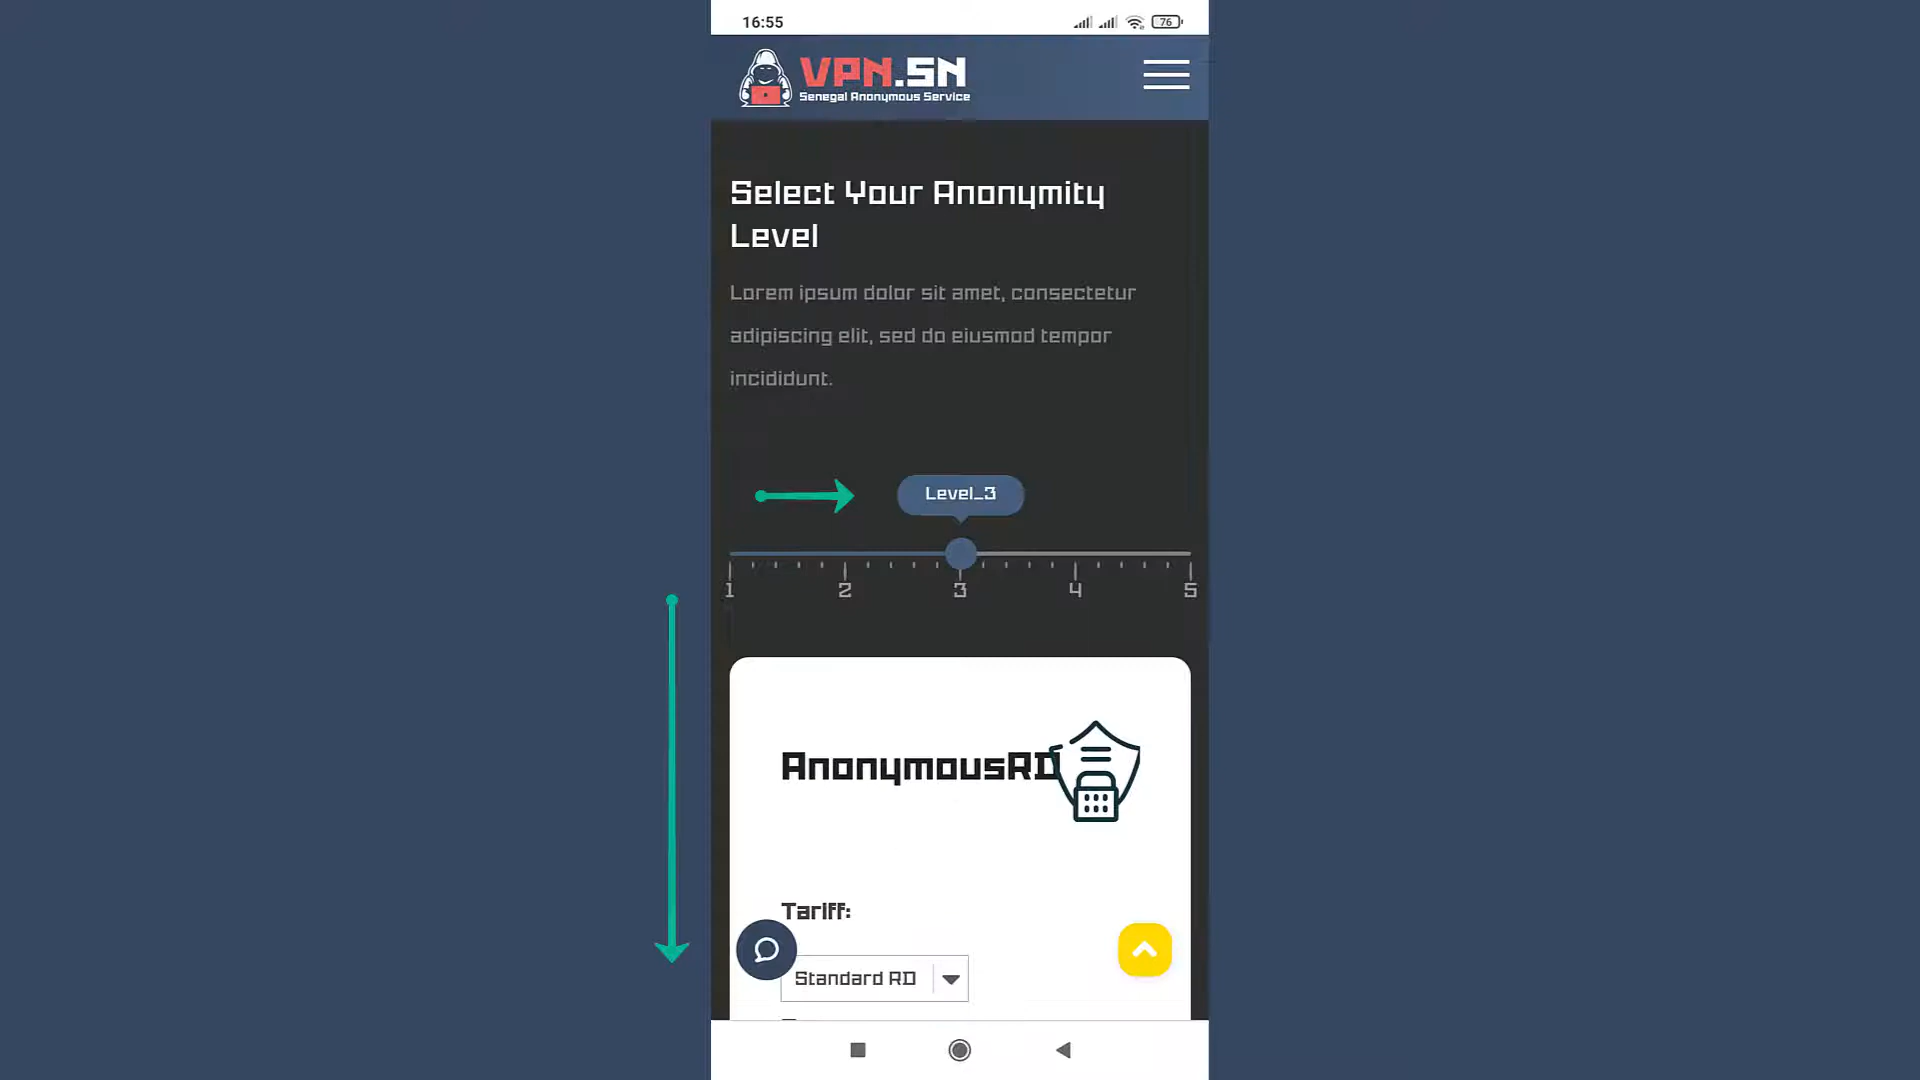 16:55
76
VPN.SN
Senegal Anonymous Service
Select Your Anonymity
Level
Lorem ipsum dolor sit amet, consectetur
adipiscing elit, sed do eiusmod tempor
incididunt.
Level_3
1 2 3 4 5
AnonymousRD
Tariff:
Standard RD